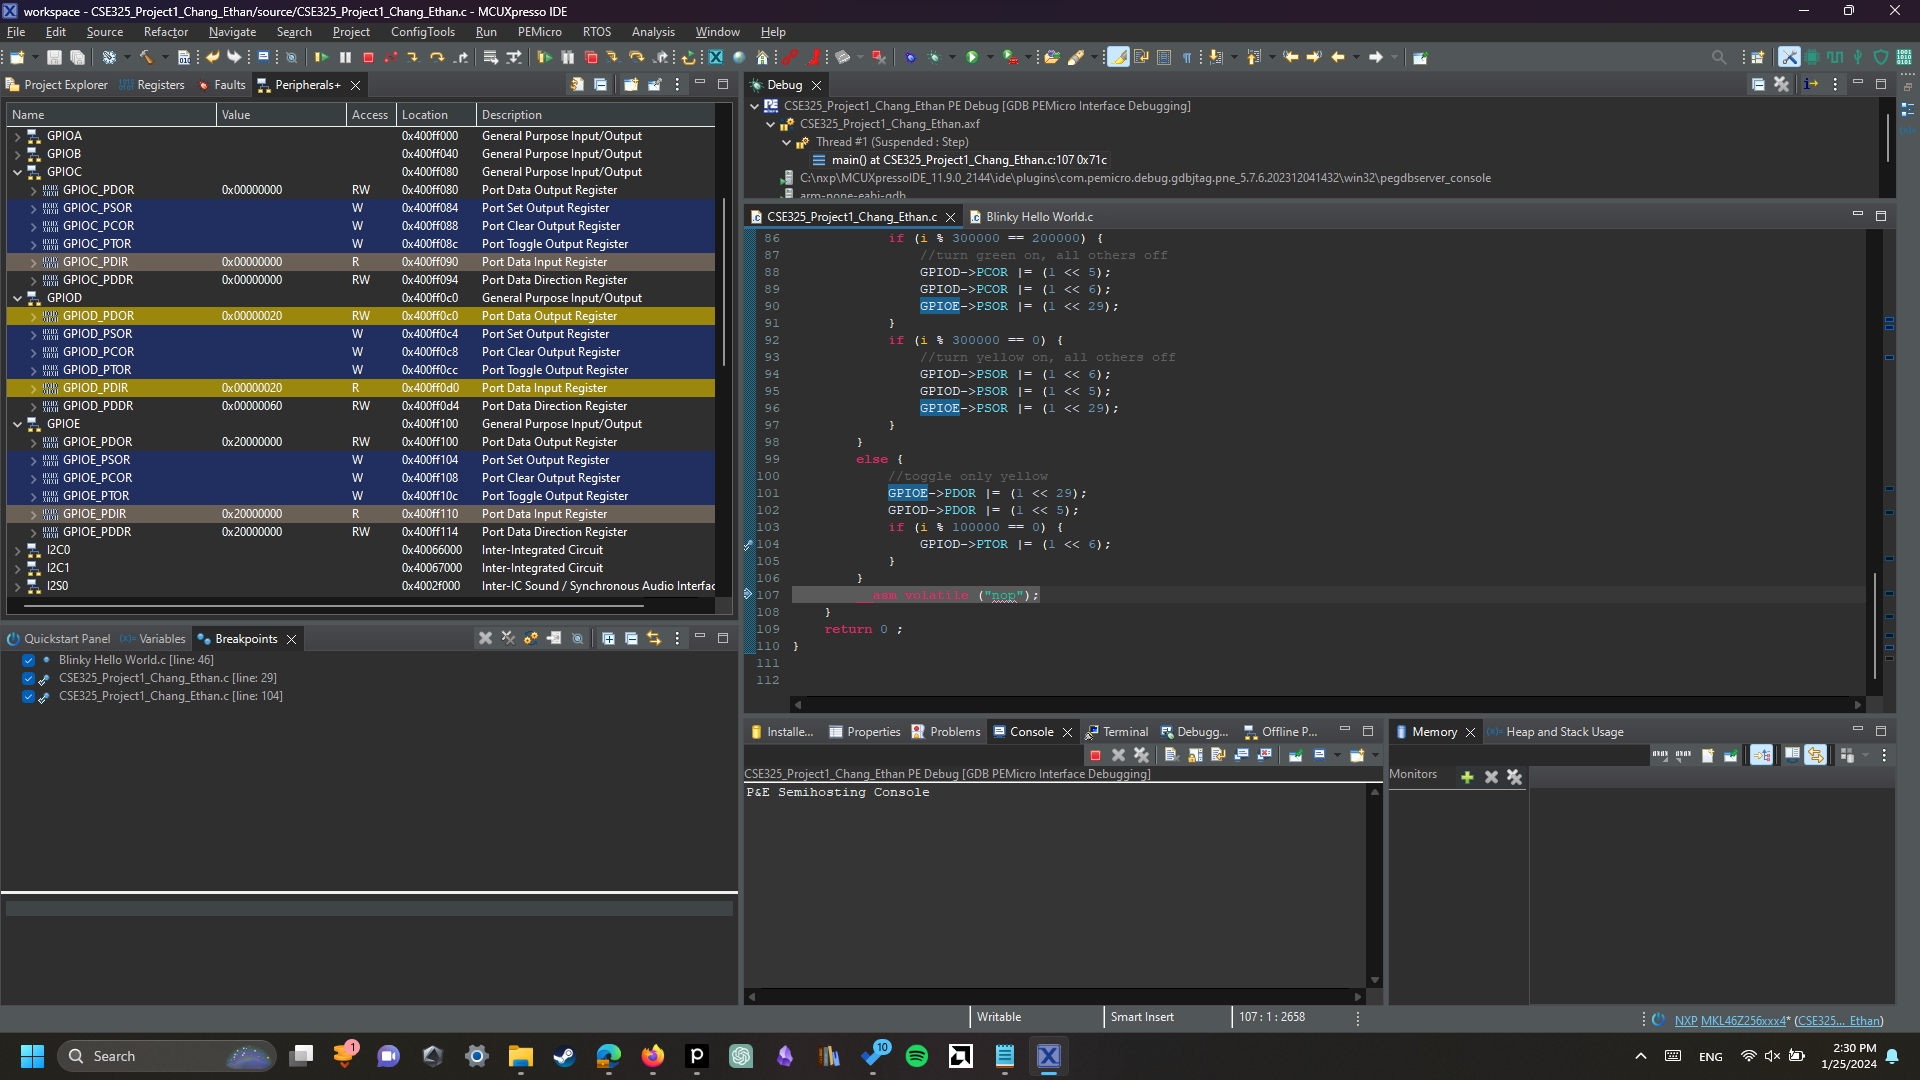 workspace - CSE325_Project1_Chang_Ethan/source/CSE325_Project1_Chang_Ethan.c - MCUXpresso IDE
File Edit Source Refactor Navigate Search Project ConfigTools Run PEMicro RTOS Analysis Window Help
Project Explorer Registers Faults Peripherals+
Name Value Access Location Description
GPIOA 0x400ff000 General Purpose Input/Output
GPIOB 0x400ff040 General Purpose Input/Output
GPIOC 0x400ff080 General Purpose Input/Output
GPIOC_PDOR 0x00000000 RW 0x400ff080 Port Data Output Register
GPIOC_PSOR W 0x400ff084 Port Set Output Register
GPIOC_PCOR W 0x400ff088 Port Clear Output Register
GPIOC_PTOR W 0x400ff08c Port Toggle Output Register
GPIOC_PDIR 0x00000000 R 0x400ff090 Port Data Input Register
GPIOC_PDDR 0x00000000 RW 0x400ff094 Port Data Direction Register
GPIOD 0x400ff0c0 General Purpose Input/Output
GPIOD_PDOR 0x00000020 RW 0x400ff0c0 Port Data Output Register
GPIOD_PSOR W 0x400ff0c4 Port Set Output Register
GPIOD_PCOR W 0x400ff0c8 Port Clear Output Register
GPIOD_PTOR W 0x400ff0cc Port Toggle Output Register
GPIOD_PDIR 0x00000020 R 0x400ff0d0 Port Data Input Register
GPIOD_PDDR 0x00000060 RW 0x400ff0d4 Port Data Direction Register
GPIOE 0x400ff100 General Purpose Input/Output
GPIOE_PDOR 0x20000000 RW 0x400ff100 Port Data Output Register
GPIOE_PSOR W 0x400ff104 Port Set Output Register
GPIOE_PCOR W 0x400ff108 Port Clear Output Register
GPIOE_PTOR W 0x400ff10c Port Toggle Output Register
GPIOE_PDIR 0x20000000 R 0x400ff110 Port Data Input Register
GPIOE_PDDR 0x20000000 RW 0x400ff114 Port Data Direction Register
I2C0 0x40066000 Inter-Integrated Circuit
I2C1 0x40067000 Inter-Integrated Circuit
I2S0 0x4002f000 Inter-IC Sound / Synchronous Audio Interfac
Quickstart Panel Variables Breakpoints
Blinky Hello World.c [line: 46]
CSE325_Project1_Chang_Ethan.c [line: 29]
CSE325_Project1_Chang_Ethan.c [line: 104]
Debug
CSE325_Project1_Chang_Ethan PE Debug [GDB PEMicro Interface Debugging]
CSE325_Project1_Chang_Ethan.axf
Thread #1 (Suspended : Step)
main() at CSE325_Project1_Chang_Ethan.c:107 0x71c
C:\nxp\MCUXpressoIDE_11.9.0_2144\ide\plugins\com.pemicro.debug.gdbjtag.pne_5.7.6.202312041432\win32\pegdbserver_console
arm-none-eabi-gdb
CSE325_Project1_Chang_Ethan.c Blinky Hello World.c
86 if (i % 300000 == 200000) {
87 //turn green on, all others off
88 GPIOD->PCOR |= (1 << 5);
89 GPIOD->PCOR |= (1 << 6);
90 GPIOE->PSOR |= (1 << 29);
91 }
92 if (i % 300000 == 0) {
93 //turn yellow on, all others off
94 GPIOD->PSOR |= (1 << 6);
95 GPIOD->PSOR |= (1 << 5);
96 GPIOE->PSOR |= (1 << 29);
97 }
98 }
99 else {
100 //toggle only yellow
101 GPIOE->PDOR |= (1 << 29);
102 GPIOD->PDOR |= (1 << 5);
103 if (i % 100000 == 0) {
104 GPIOD->PTOR |= (1 << 6);
105 }
106 }
107 __asm volatile ("nop");
108 }
109 return 0 ;
110 }
111
112
Installe... Properties Problems Console Terminal Debugg... Offline P...
CSE325_Project1_Chang_Ethan PE Debug [GDB PEMicro Interface Debugging]
P&E Semihosting Console
Memory Heap and Stack Usage
Monitors
Writable Smart Insert 107 : 1 : 2658
NXP MKL46Z256xxx4* (CSE325... Ethan)
Search
1
10
ENG
2:30 PM
1/25/2024